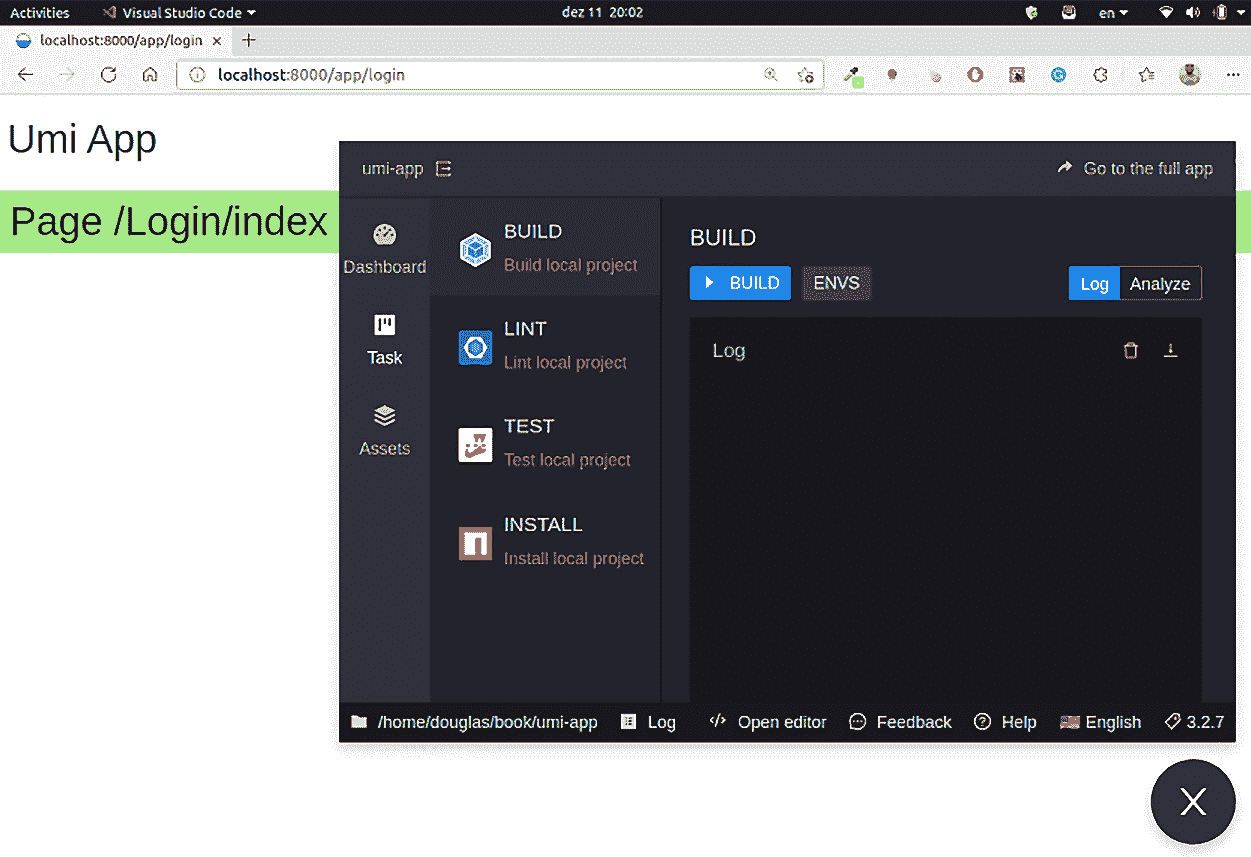 Activities Visual Studio Code dez 11 20:02 en
localhost:8000/app/login
localhost:8000/app/login
Umi App
Page /Login/index
umi-app Go to the full app
Dashboard
Task
Assets
BUILD
Build local project
LINT
Lint local project
TEST
Test local project
INSTALL
Install local project
BUILD
BUILD ENVS Log Analyze
Log
/home/douglas/book/umi-app Log Open editor Feedback Help English 3.2.7